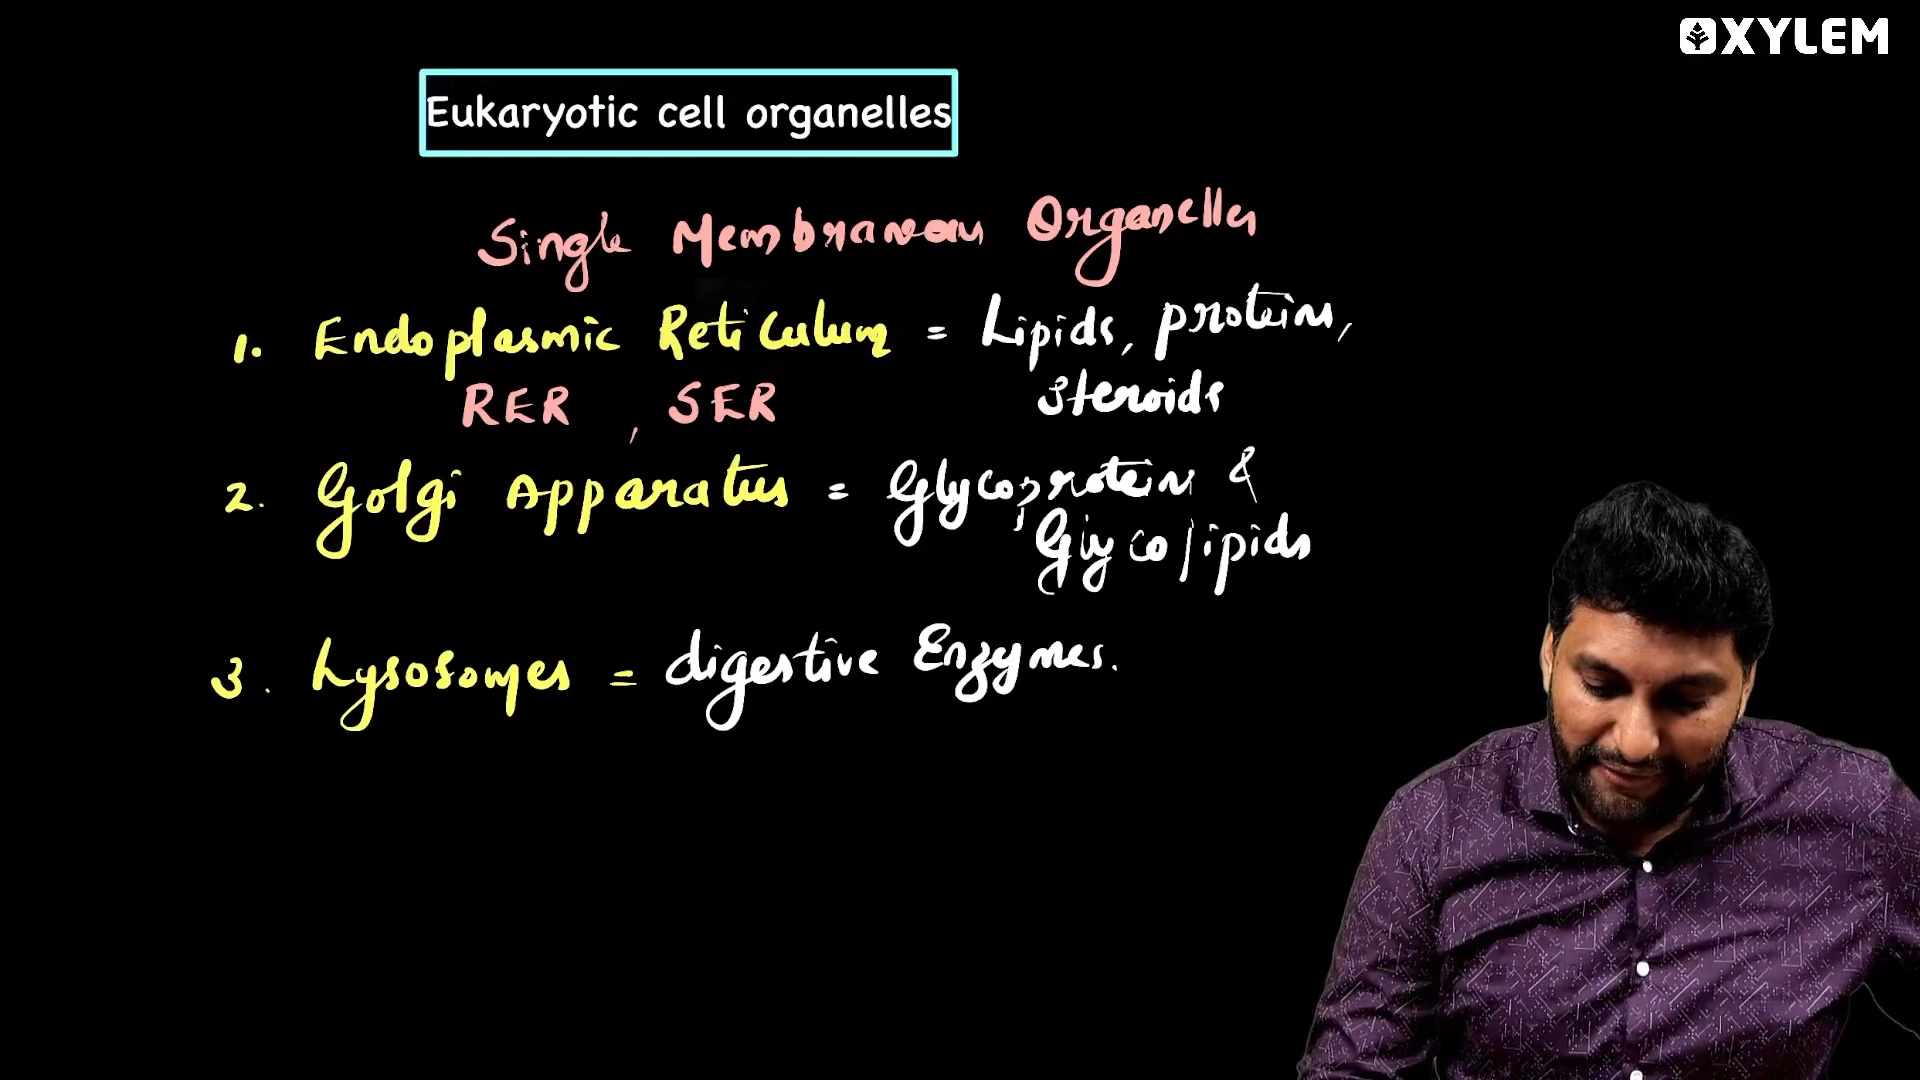 XYLEM
Eukaryotic cell organelles
Single Membranous Organelles
1. Endoplasmic Reticulum = Lipids, proteins,
RER , SER steroids
2. Golgi Apparatus = Glycoproteins &
Glycolipids
3. Lysosomes = digestive Enzymes.